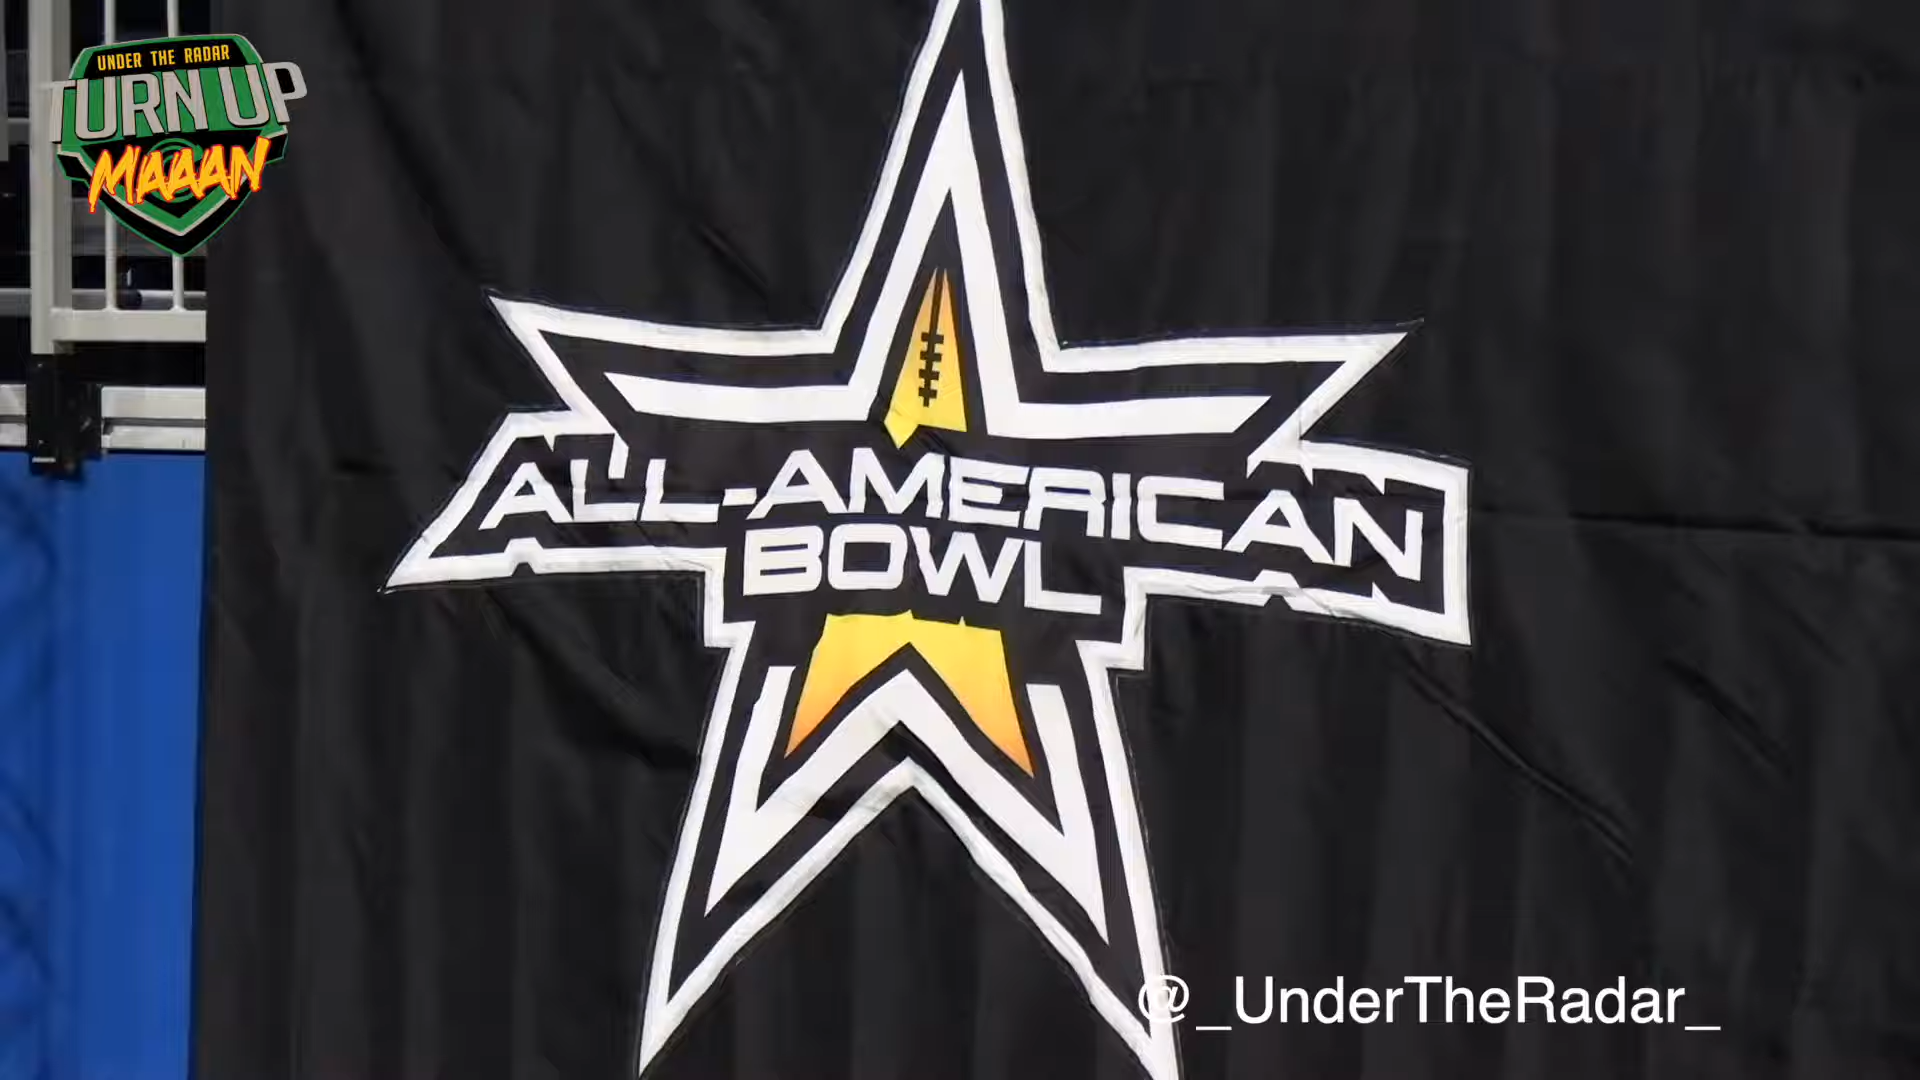 UNDER THE RADAR
TURN UP
MAAAN
ALL-AMERICAN
BOWL
@_UnderTheRadar_